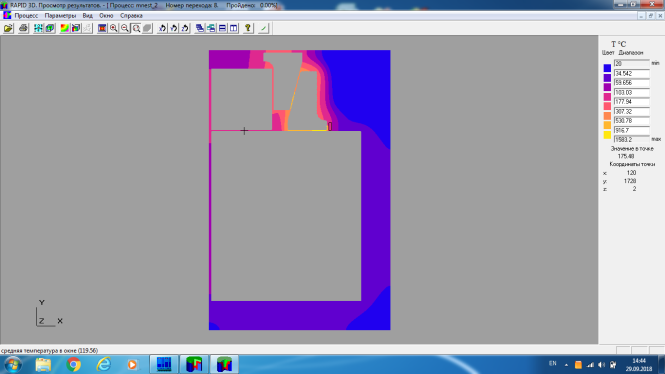 RAPID 3D. Просмотр результатов. - [ Процесс: mnest_2 Номер перехода: 8. Пройдено: 0.00%]
Процесс Параметры Вид Окно Справка
T °C
Цвет Диапазон
20 min
34.542
59.656
103.03
177.94
307.32
530.78
916.7
1583.2 max
Значение в точке
175.48
Координаты точки
x: 120
y: 1728
z: 2
Y
Z X
средняя температура в окне (119.56)
EN
14:44
29.09.2018